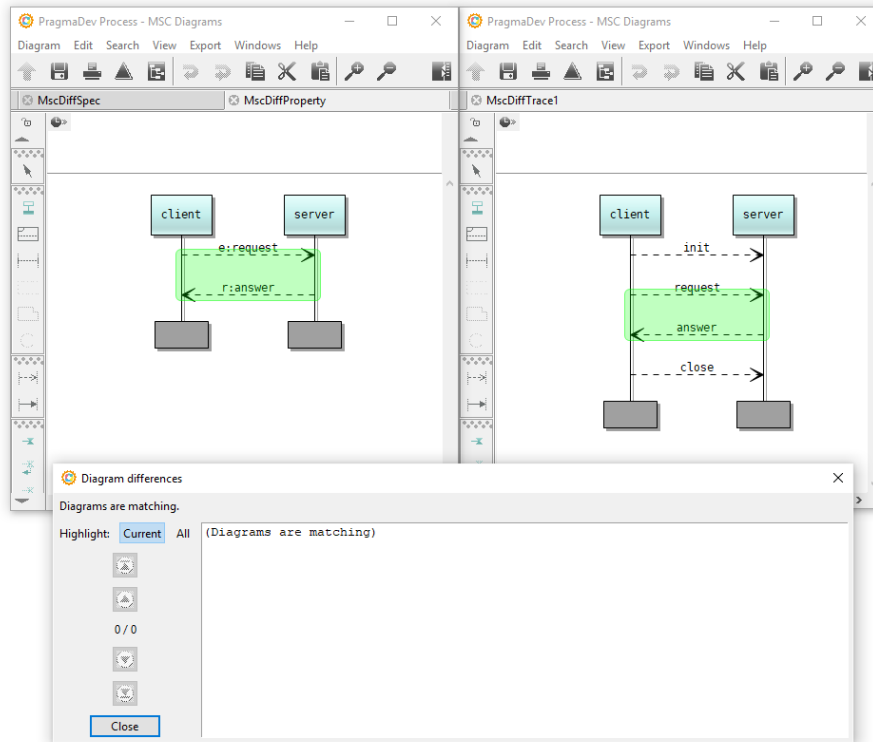 PragmaDev Process - MSC Diagrams
Diagram Edit Search View Export Windows Help
MscDiffSpec
MscDiffProperty
client
server
e:request
r:answer
PragmaDev Process - MSC Diagrams
Diagram Edit Search View Export Windows Help
MscDiffTrace1
client
server
init
request
answer
close
Diagram differences
Diagrams are matching.
Highlight: Current All
(Diagrams are matching)
0 / 0
Close